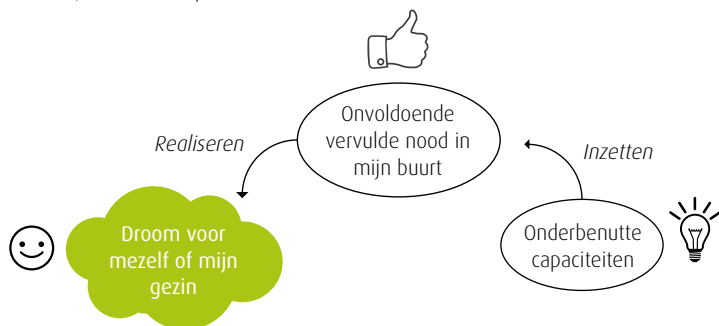 Onvoldoende
vervulde nood in
mijn buurt
Realiseren
Inzetten
Droom voor
mezelf of mijn
gezin
Onderbenutte
capaciteiten